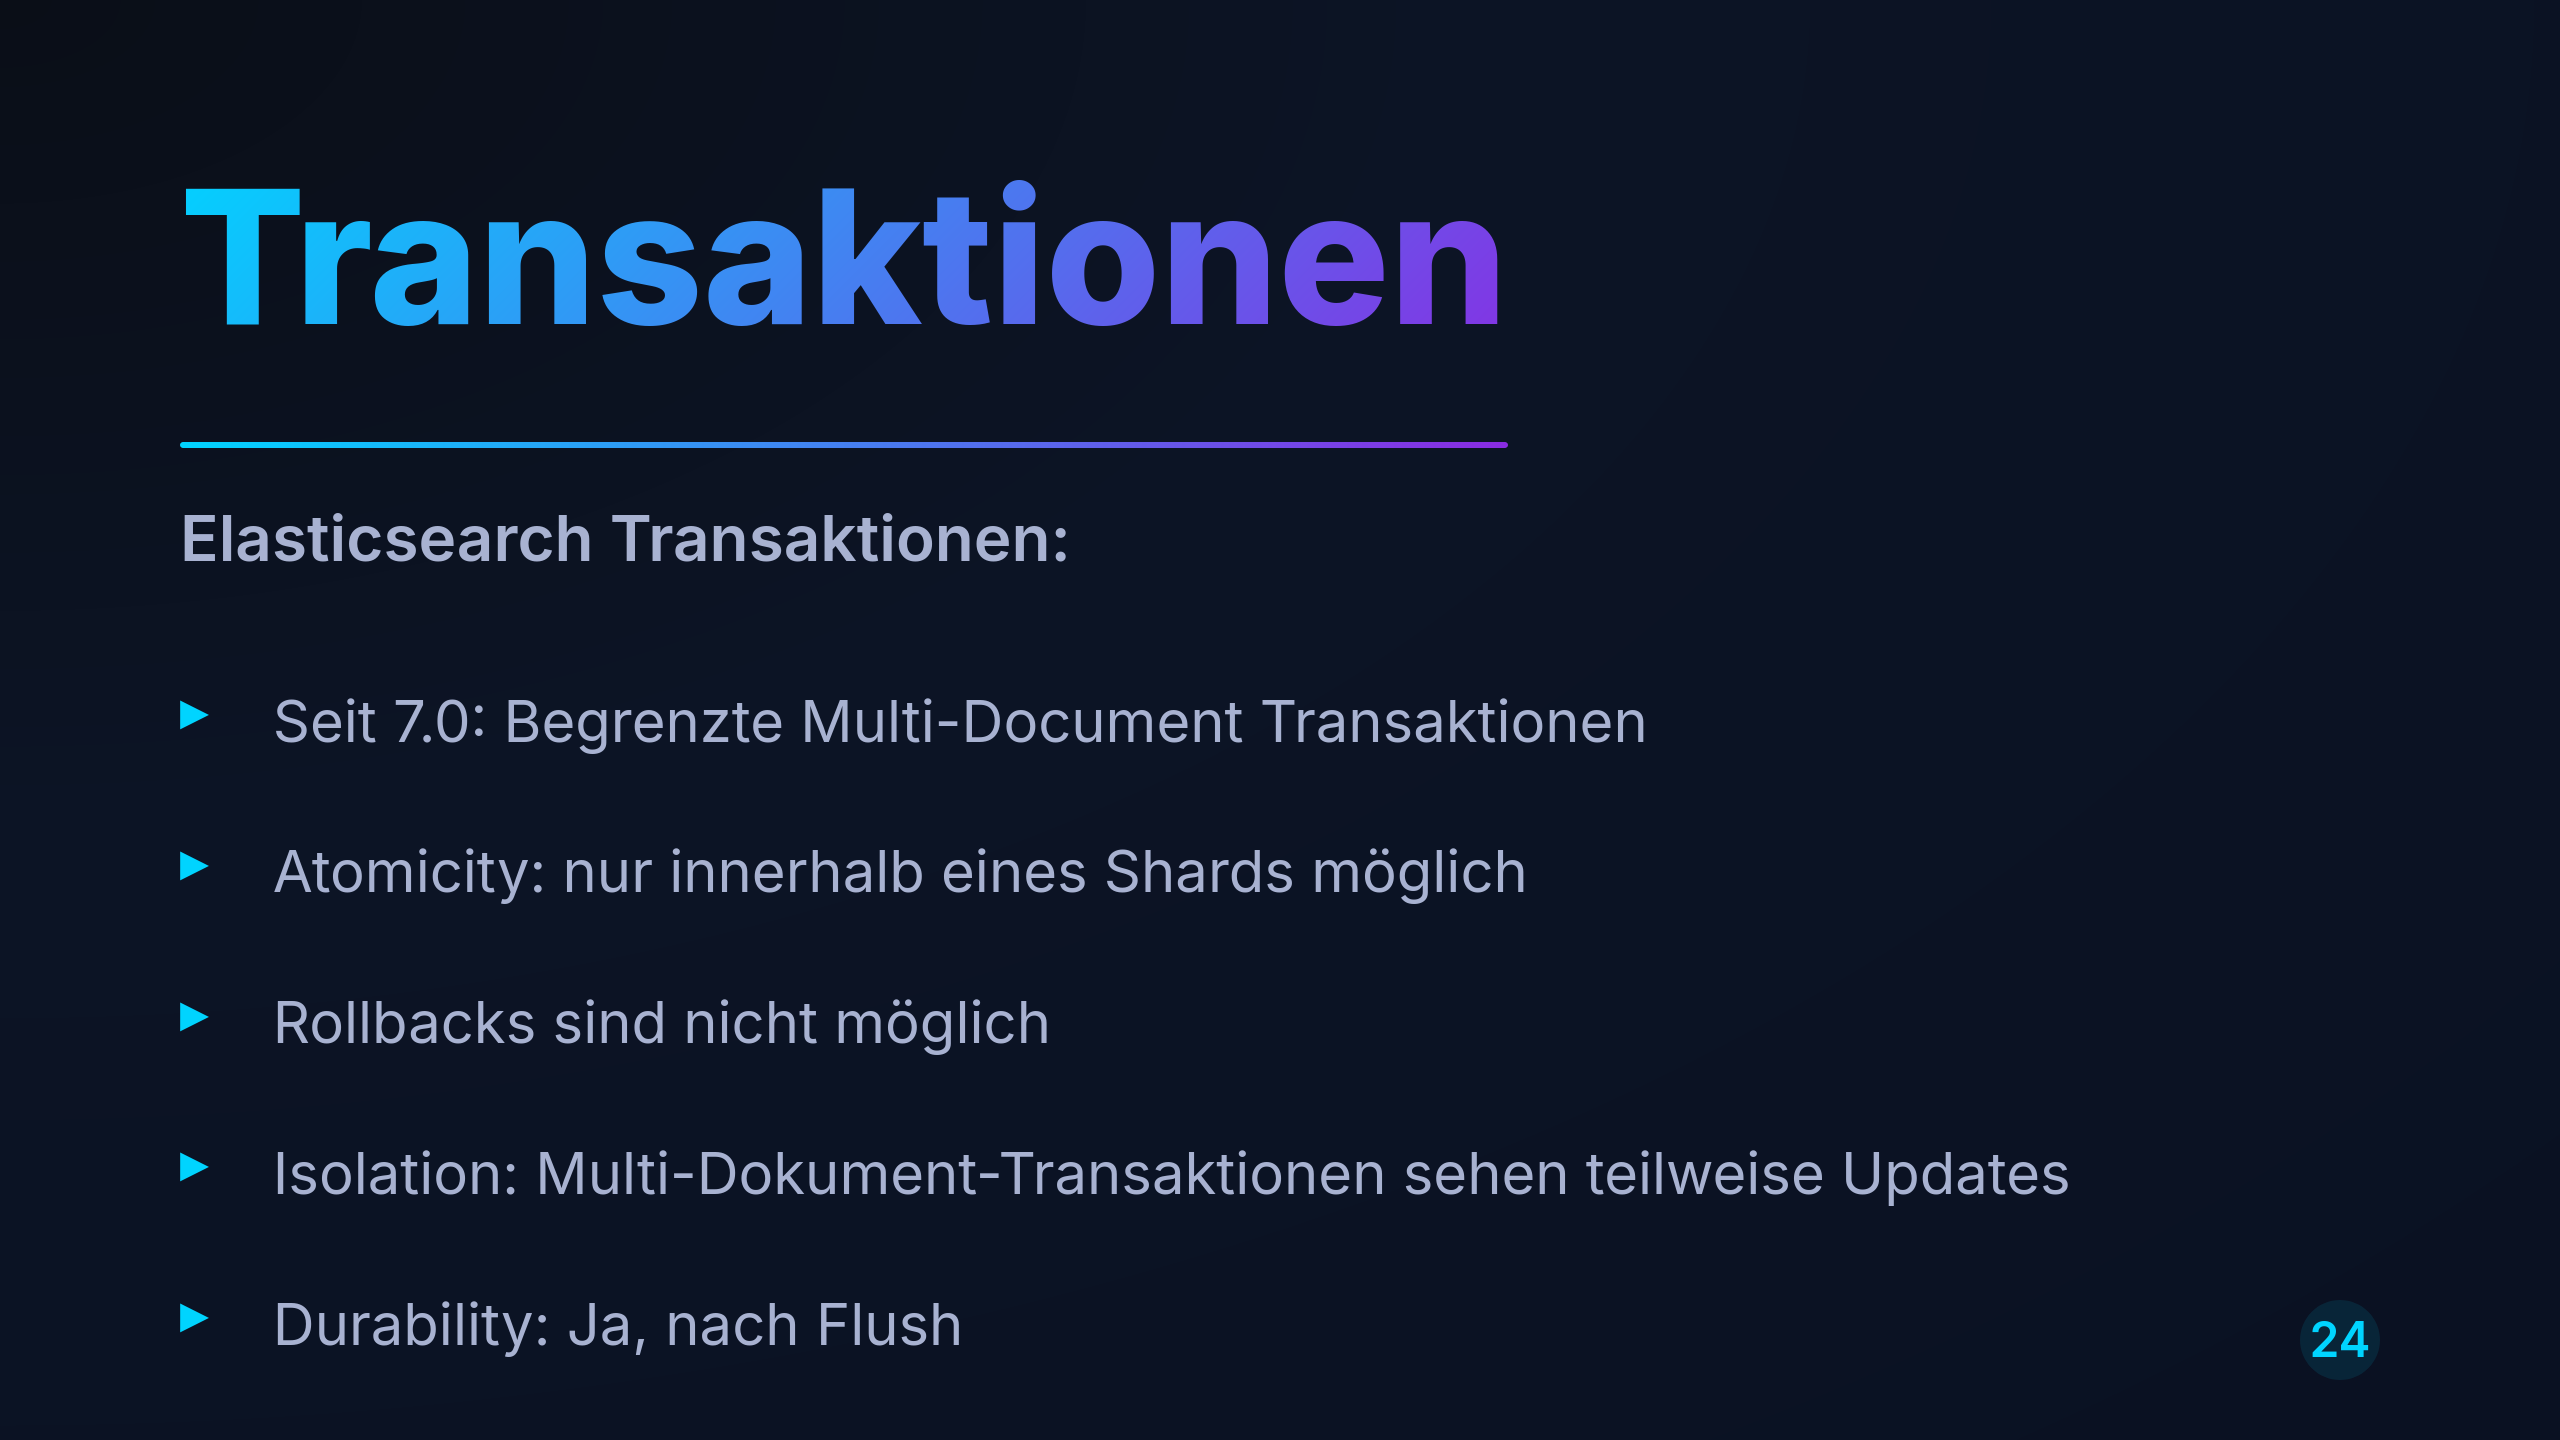 Transaktionen
Elasticsearch Transaktionen:
Seit 7.0: Begrenzte Multi-Document Transaktionen
Atomicity: nur innerhalb eines Shards möglich
Rollbacks sind nicht möglich
Isolation: Multi-Dokument-Transaktionen sehen teilweise Updates
Durability: Ja, nach Flush
24